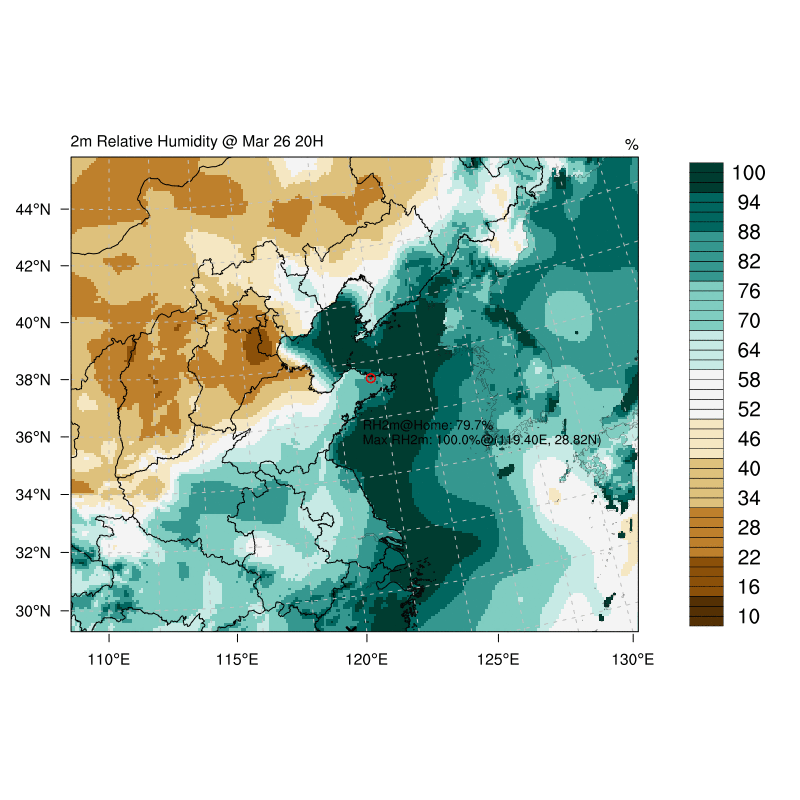 2m Relative Humidity @ Mar 26 20H
%
100
94
88
82
76
70
64
58
52
46
40
34
28
22
16
10
44°N
42°N
40°N
38°N
36°N
34°N
32°N
30°N
RH2m@Home: 79.7%
Max RH2m: 100.0%@(119.40E, 28.82N)
110°E 115°E 120°E 125°E 130°E